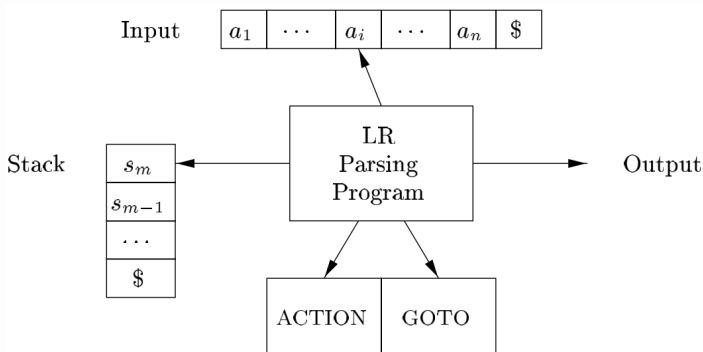 Input a₁ ··· aᵢ ··· aₙ $
LR
Parsing
Program
Stack
sₘ
sₘ₋₁
···
$
Output
ACTION GOTO